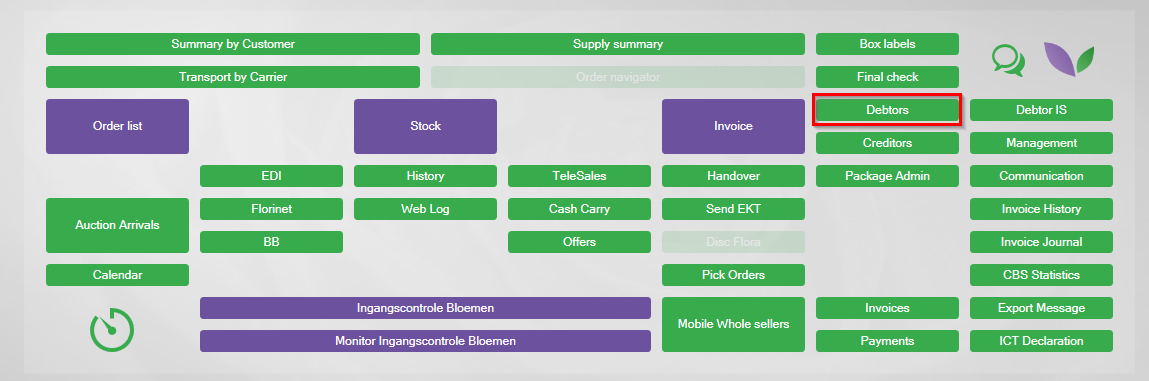 Summary by Customer
Supply summary
Box labels
Transport by Carrier
Order navigator
Final check
Order list
Stock
Invoice
Debtors
Debtor IS
Creditors
Management
EDI
History
TeleSales
Handover
Package Admin
Communication
Auction Arrivals
Florinet
Web Log
Cash Carry
Send EKT
Invoice History
BB
Offers
Disc Flora
Invoice Journal
Calendar
Pick Orders
CBS Statistics
Ingangscontrole Bloemen
Mobile Whole sellers
Invoices
Export Message
Monitor Ingangscontrole Bloemen
Payments
ICT Declaration